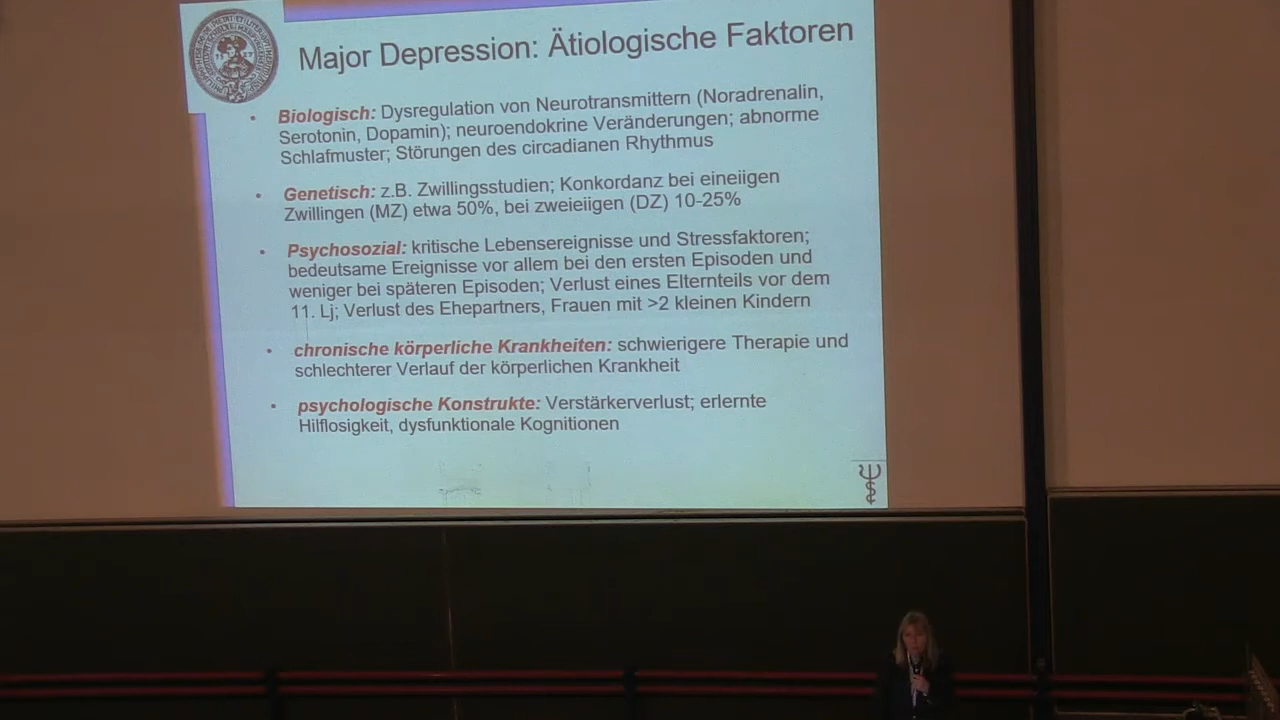 Major Depression: Ätiologische Faktoren
• Biologisch: Dysregulation von Neurotransmittern (Noradrenalin,
Serotonin, Dopamin); neuroendokrine Veränderungen; abnorme
Schlafmuster; Störungen des circadianen Rhythmus
• Genetisch: z.B. Zwillingsstudien; Konkordanz bei eineiigen
Zwillingen (MZ) etwa 50%, bei zweieiigen (DZ) 10-25%
• Psychosozial: kritische Lebensereignisse und Stressfaktoren;
bedeutsame Ereignisse vor allem bei den ersten Episoden und
weniger bei späteren Episoden; Verlust eines Elternteils vor dem
11. Lj; Verlust des Ehepartners, Frauen mit >2 kleinen Kindern
• chronische körperliche Krankheiten: schwierigere Therapie und
schlechterer Verlauf der körperlichen Krankheit
• psychologische Konstrukte: Verstärkerverlust; erlernte
Hilflosigkeit, dysfunktionale Kognitionen